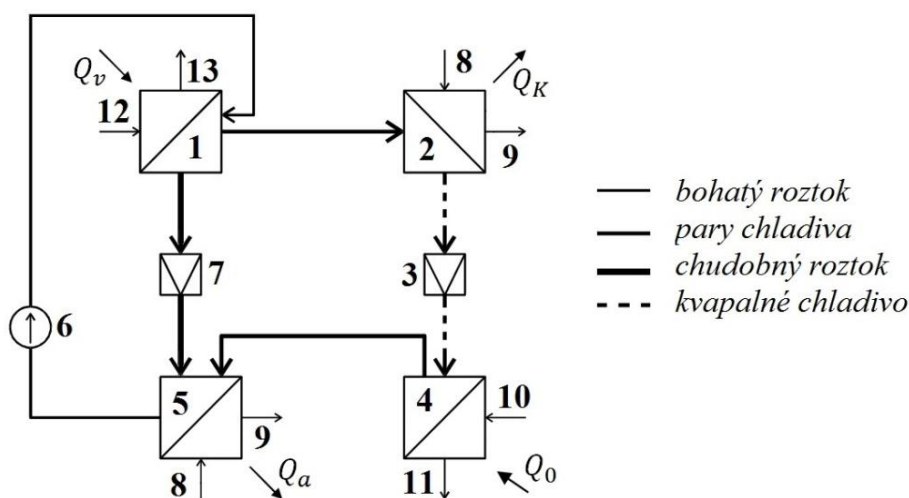 Q_v
13
8
Q_K
12
1
2
9
bohatý roztok
pary chladiva
chudobný roztok
kvapalné chladivo
7
3
6
5
4
10
9
8
Q_a
11
Q_0